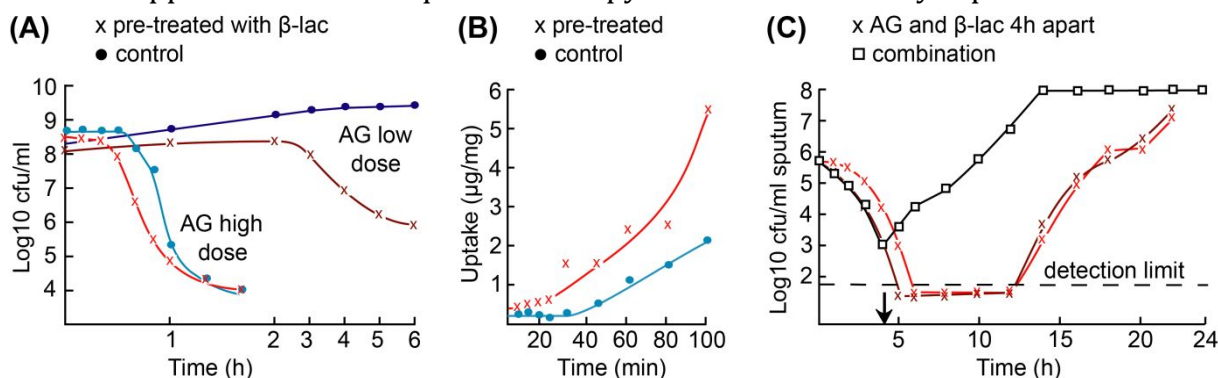 (A) x pre-treated with β-lac
● control
Log10 cfu/ml
10
9
8
7
6
5
4
AG low
dose
AG high
dose
1 2 3 4 5 6
Time (h)
(B) x pre-treated
● control
Uptake (µg/mg)
6
5
4
3
2
1
20 40 60 80 100
Time (min)
(C) x AG and β-lac 4h apart
□ combination
Log10 cfu/ml sputum
8
7
6
5
4
3
2
detection limit
5 10 15 20 24
Time (h)